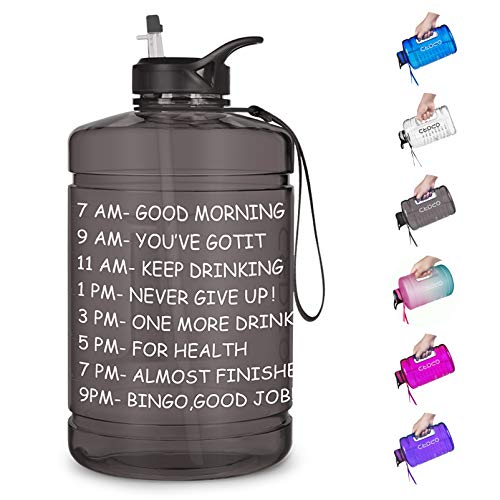 7 AM- GOOD MORNING
9 AM- YOU'VE GOTIT
11 AM- KEEP DRINKING
1 PM- NEVER GIVE UP!
3 PM- ONE MORE DRINK
5 PM- FOR HEALTH
7 PM- ALMOST FINISHE
9PM- BINGO,GOOD JOB